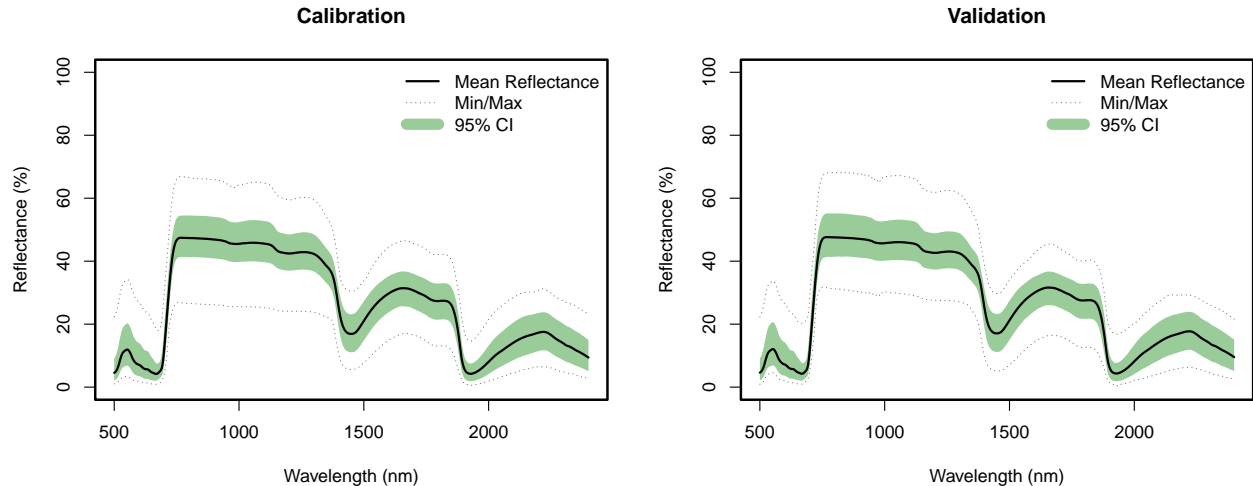 Calibration
Mean Reflectance
Min/Max
95% CI
Reflectance (%)
0
20
40
60
80
100
500
1000
1500
2000
Wavelength (nm)
Validation
Mean Reflectance
Min/Max
95% CI
Reflectance (%)
0
20
40
60
80
100
500
1000
1500
2000
Wavelength (nm)